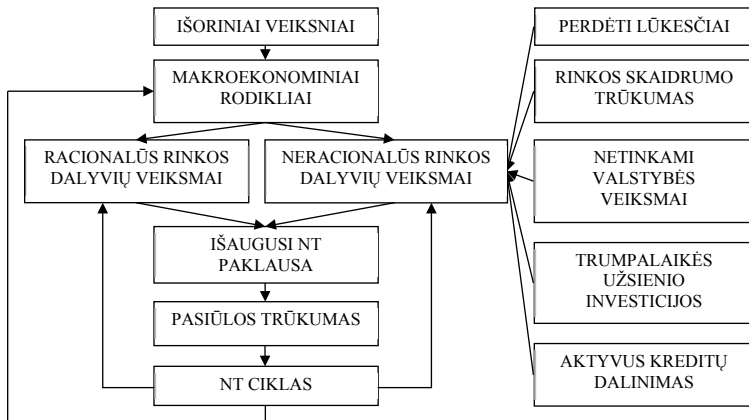 IŠORINIAI VEIKSNIAI
MAKROEKONOMINIAI
RODIKLIAI
RACIONALŪS RINKOS
DALYVIŲ VEIKSMAI
NERACIONALŪS RINKOS
DALYVIŲ VEIKSMAI
IŠAUGUSI NT
PAKLAUSA
PASIŪLOS TRŪKUMAS
NT CIKLAS
PERDĖTI LŪKESČIAI
RINKOS SKAIDRUMO
TRŪKUMAS
NETINKAMI
VALSTYBĖS
VEIKSMAI
TRUMPALAIKĖS
UŽSIENIO
INVESTICIJOS
AKTYVUS KREDITŲ
DALINIMAS